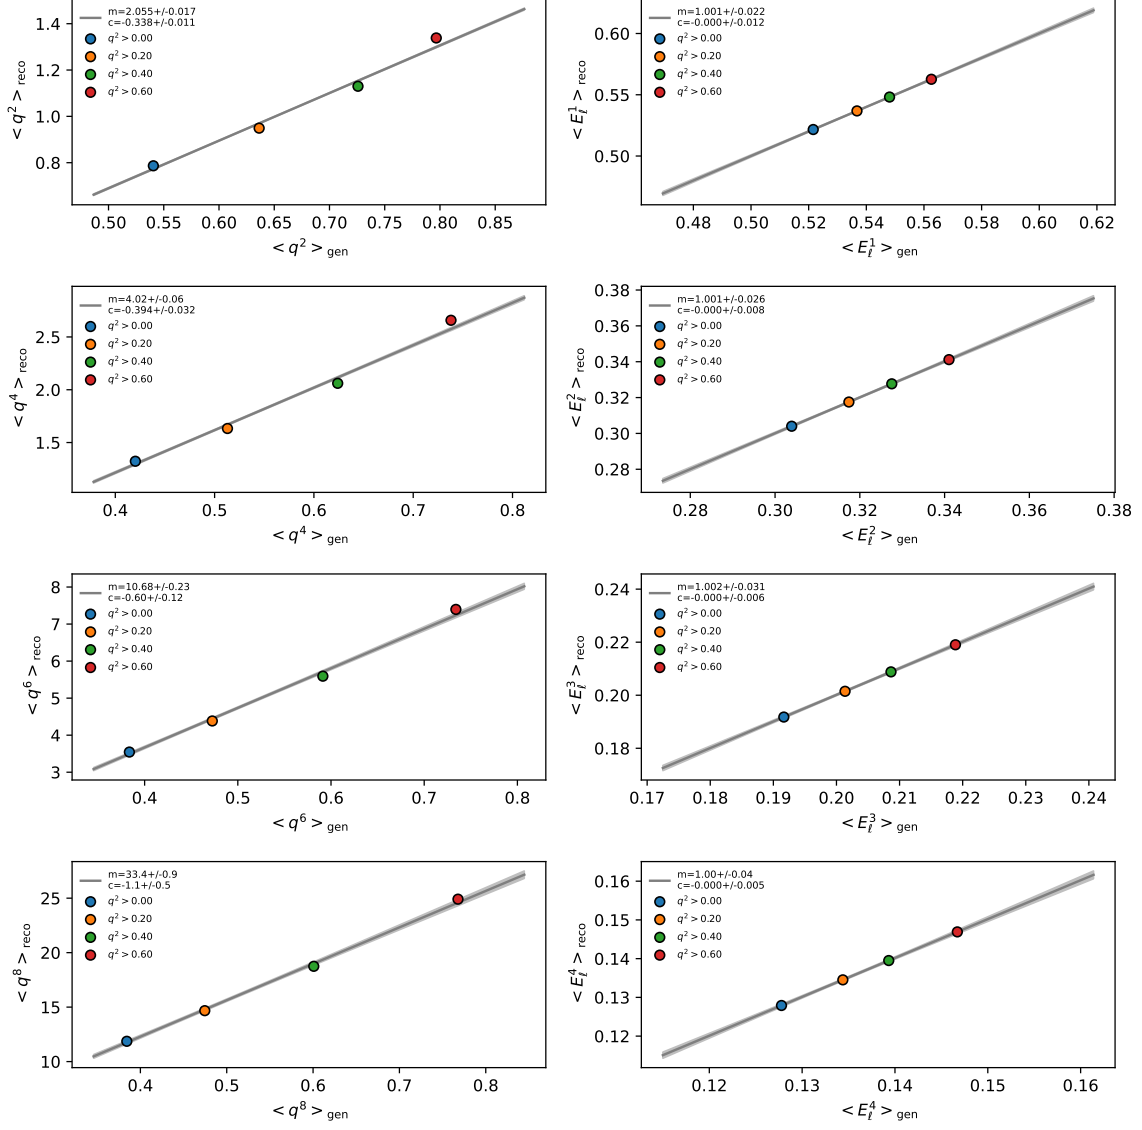 m=2.055+/-0.017
c=-0.338+/-0.011
q² > 0.00
q² > 0.20
q² > 0.40
q² > 0.60
1.4
1.2
1.0
0.8
< q² >reco
0.50 0.55 0.60 0.65 0.70 0.75 0.80 0.85
< q² >gen
m=1.001+/-0.022
c=-0.000+/-0.012
q² > 0.00
q² > 0.20
q² > 0.40
q² > 0.60
0.60
0.55
0.50
< E_ℓ^1 >reco
0.48 0.50 0.52 0.54 0.56 0.58 0.60 0.62
< E_ℓ^1 >gen
m=4.02+/-0.06
c=-0.394+/-0.032
q² > 0.00
q² > 0.20
q² > 0.40
q² > 0.60
2.5
2.0
1.5
< q⁴ >reco
0.4 0.5 0.6 0.7 0.8
< q⁴ >gen
m=1.001+/-0.026
c=-0.000+/-0.008
q² > 0.00
q² > 0.20
q² > 0.40
q² > 0.60
0.38
0.36
0.34
0.32
0.30
0.28
< E_ℓ^2 >reco
0.28 0.30 0.32 0.34 0.36 0.38
< E_ℓ^2 >gen
m=10.68+/-0.23
c=-0.60+/-0.12
q² > 0.00
q² > 0.20
q² > 0.40
q² > 0.60
8
7
6
5
4
3
< q⁶ >reco
0.4 0.5 0.6 0.7 0.8
< q⁶ >gen
m=1.002+/-0.031
c=-0.000+/-0.006
q² > 0.00
q² > 0.20
q² > 0.40
q² > 0.60
0.24
0.22
0.20
0.18
< E_ℓ^3 >reco
0.17 0.18 0.19 0.20 0.21 0.22 0.23 0.24
< E_ℓ^3 >gen
m=33.4+/-0.9
c=-1.1+/-0.5
q² > 0.00
q² > 0.20
q² > 0.40
q² > 0.60
25
20
15
10
< q⁸ >reco
0.4 0.5 0.6 0.7 0.8
< q⁸ >gen
m=1.00+/-0.04
c=-0.000+/-0.005
q² > 0.00
q² > 0.20
q² > 0.40
q² > 0.60
0.16
0.15
0.14
0.13
0.12
< E_ℓ^4 >reco
0.12 0.13 0.14 0.15 0.16
< E_ℓ^4 >gen